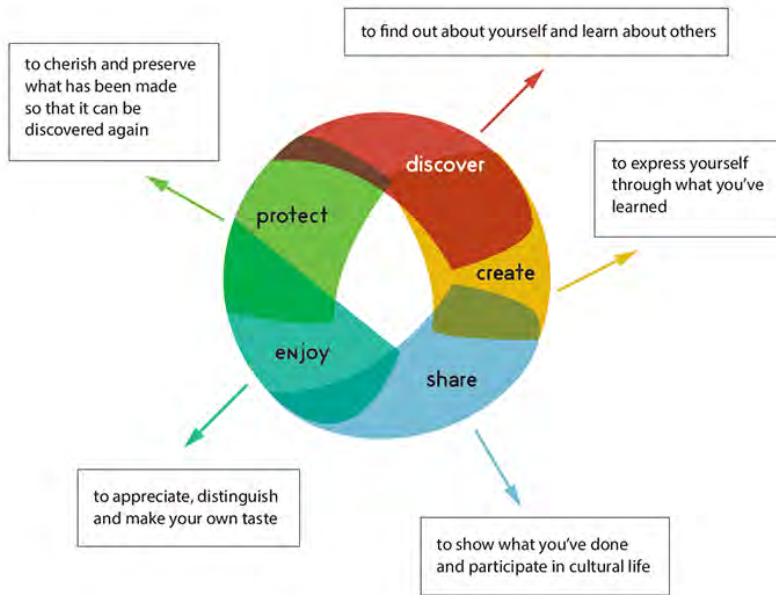 to find out about yourself and learn about others
to cherish and preserve
what has been made
so that it can be
discovered again
discover
to express yourself
through what you've
learned
protect
create
enjoy
share
to appreciate, distinguish
and make your own taste
to show what you've done
and participate in cultural life